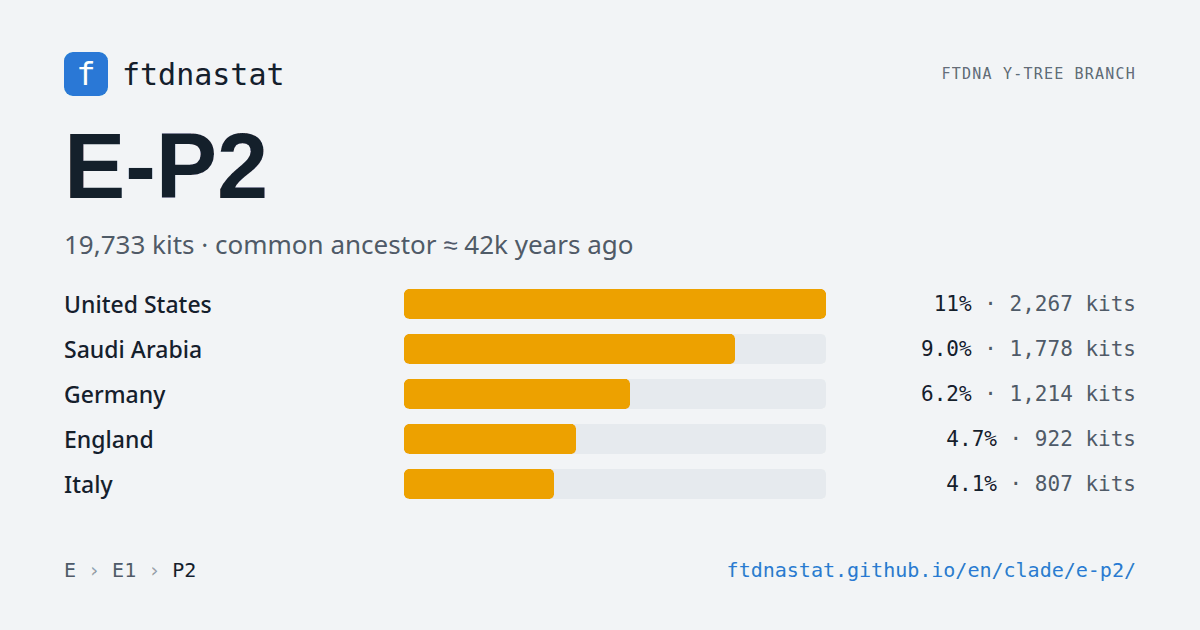 f ftdnastat
FTDNA Y-TREE BRANCH
E-P2
19,733 kits · common ancestor ≈ 42k years ago
United States 11% · 2,267 kits
Saudi Arabia 9.0% · 1,778 kits
Germany 6.2% · 1,214 kits
England 4.7% · 922 kits
Italy 4.1% · 807 kits
E › E1 › P2
ftdnastat.github.io/en/clade/e-p2/